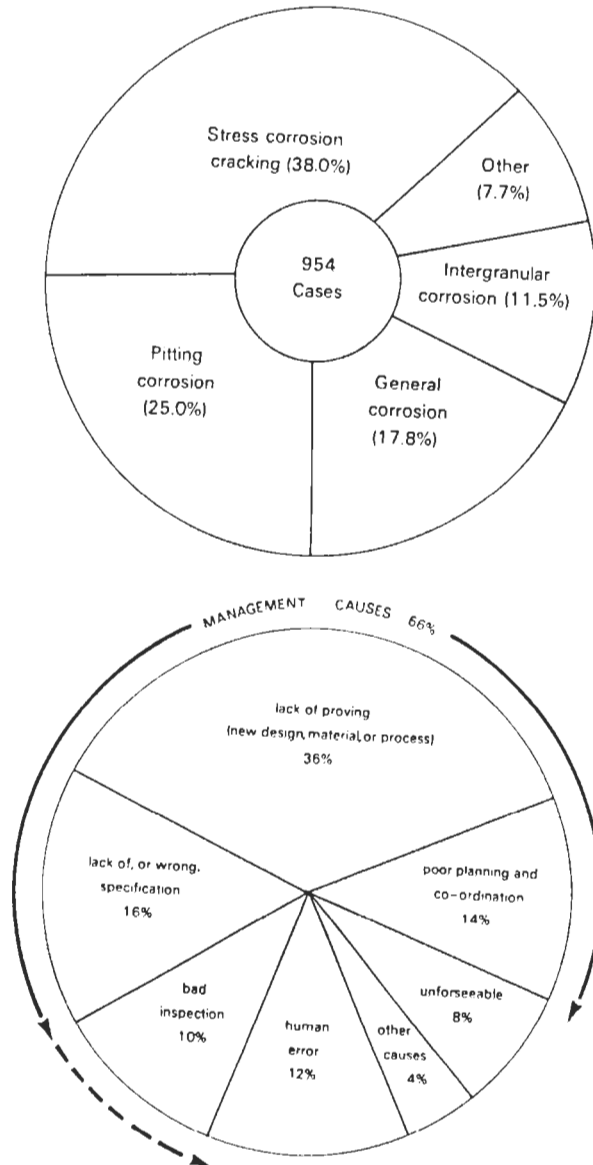 Stress corrosion
cracking (38.0%)
Other
(7.7%)
954
Cases
Intergranular
corrosion (11.5%)
Pitting
corrosion
(25.0%)
General
corrosion
(17.8%)
MANAGEMENT CAUSES 66%
lack of proving
(new design, material, or process)
36%
lack of, or wrong,
specification
16%
poor planning and
co-ordination
14%
bad
inspection
10%
human
error
12%
other
causes
4%
unforseeable
8%